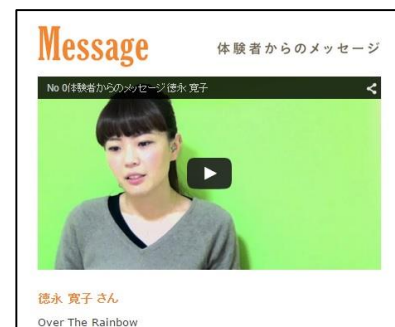 Message
体験者からのメッセージ
No 0体験者からのメッセージ 徳永 寛子
徳永 寛子 さん
Over The Rainbow